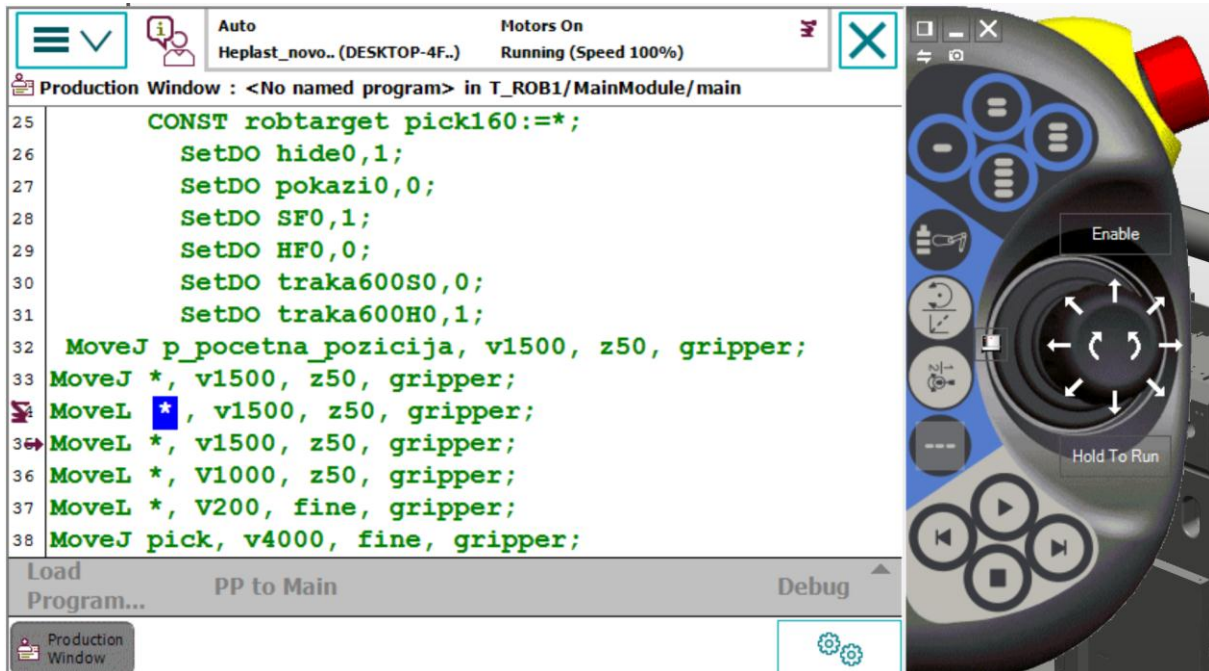 Auto
Heplast_novo.. (DESKTOP-4F..)
Motors On
Running (Speed 100%)
Production Window : <No named program> in T_ROB1/MainModule/main
25 CONST robtarget pick160:=*;
26 SetDO hide0,1;
27 SetDO pokazi0,0;
28 SetDO SF0,1;
29 SetDO HF0,0;
30 SetDO traka600S0,0;
31 SetDO traka600H0,1;
32 MoveJ p_pocetna_pozicija, v1500, z50, gripper;
33 MoveJ *, v1500, z50, gripper;
MoveL *, v1500, z50, gripper;
MoveL *, v1500, z50, gripper;
36 MoveL *, V1000, z50, gripper;
37 MoveL *, V200, fine, gripper;
38 MoveJ pick, v4000, fine, gripper;
Load Program...
PP to Main
Debug
Production Window
Enable
Hold To Run